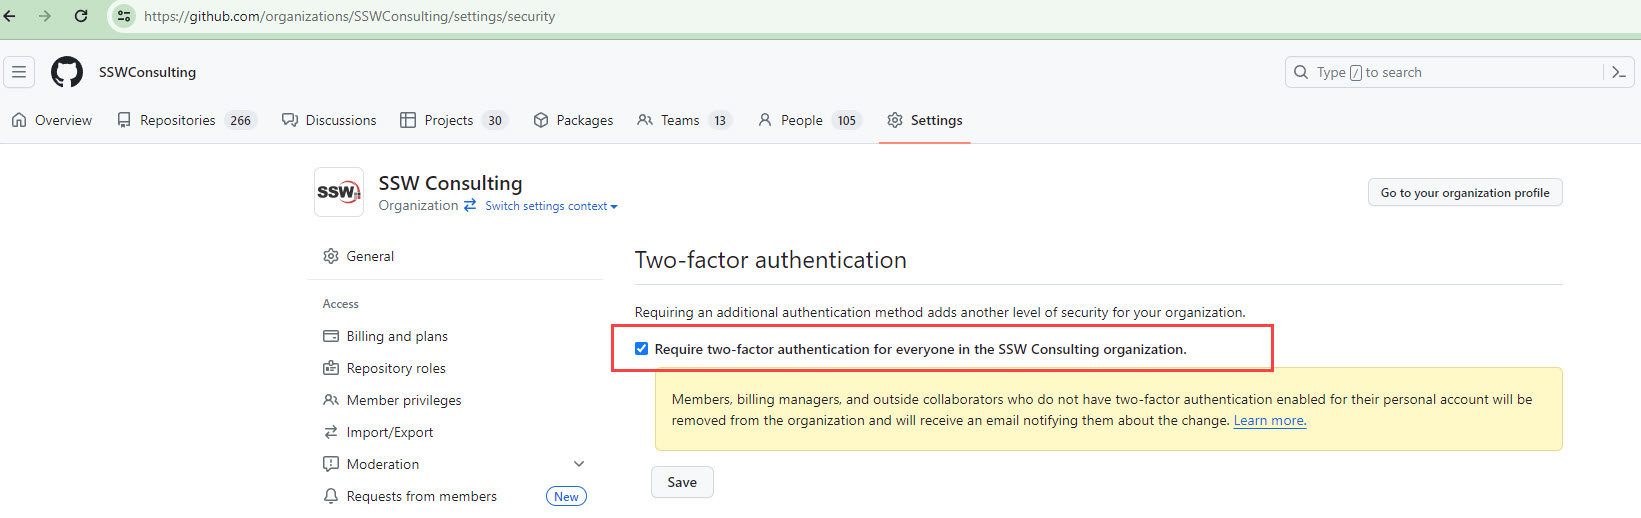 https://github.com/organizations/SSWConsulting/settings/security
SSWConsulting
Type / to search
Overview Repositories 266 Discussions Projects 30 Packages Teams 13 People 105 Settings
SSW
SSW Consulting
Organization Switch settings context
Go to your organization profile
General
Access
Billing and plans
Repository roles
Member privileges
Import/Export
Moderation
Requests from members New
Two-factor authentication
Requiring an additional authentication method adds another level of security for your organization.
Require two-factor authentication for everyone in the SSW Consulting organization.
Members, billing managers, and outside collaborators who do not have two-factor authentication enabled for their personal account will be
removed from the organization and will receive an email notifying them about the change. Learn more.
Save